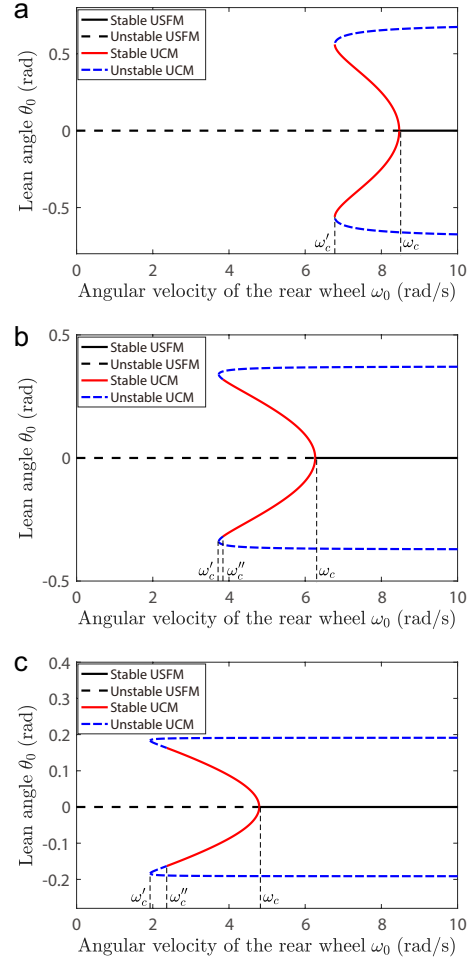 a
Stable USFM
Unstable USFM
Stable UCM
Unstable UCM
0.5
0
-0.5
Lean angle θ₀ (rad)
ω′c
ωc
0 2 4 6 8 10
Angular velocity of the rear wheel ω₀ (rad/s)
b
0.5
Stable USFM
Unstable USFM
Stable UCM
Unstable UCM
0
-0.5
Lean angle θ₀ (rad)
ω′c ω″c ωc
0 2 4 6 8 10
Angular velocity of the rear wheel ω₀ (rad/s)
c
0.4
Stable USFM
Unstable USFM
Stable UCM
Unstable UCM
0.3
0.2
0.1
0
-0.1
-0.2
Lean angle θ₀ (rad)
ω′c ω″c ωc
0 2 4 6 8 10
Angular velocity of the rear wheel ω₀ (rad/s)